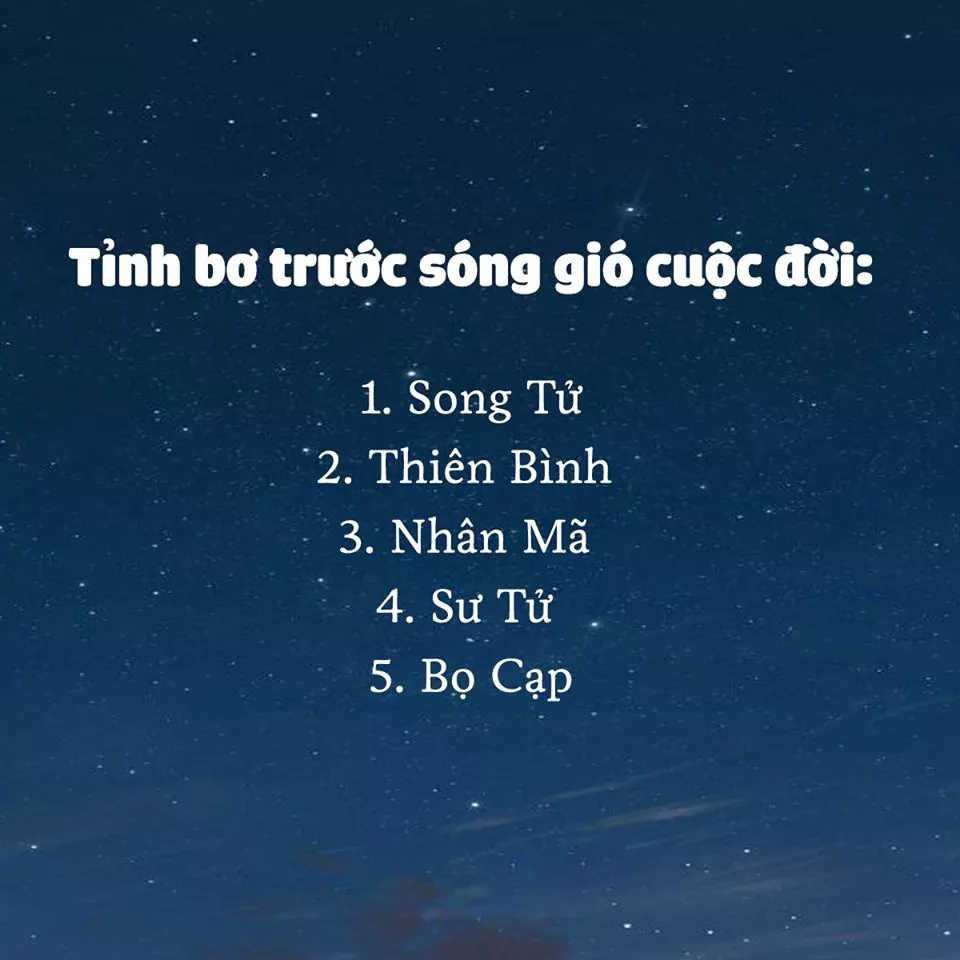 Tỉnh bơ trước sóng gió cuộc đời:
1. Song Tử
2. Thiên Bình
3. Nhân Mã
4. Sư Tử
5. Bọ Cạp